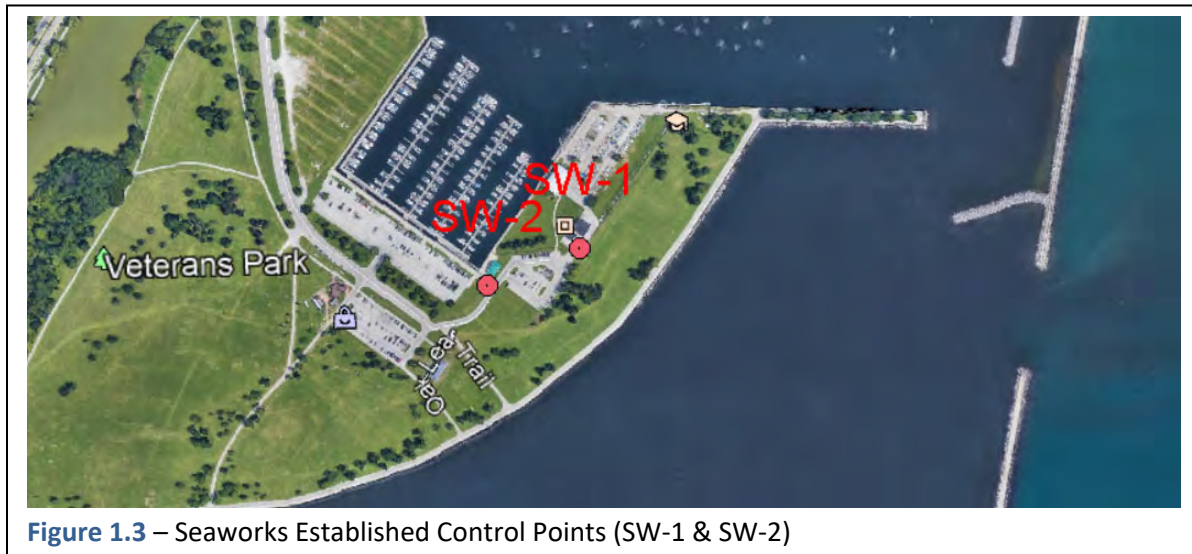 SW-1
SW-2
Veterans Park
Oak Leaf Trail
Figure 1.3 – Seaworks Established Control Points (SW-1 & SW-2)